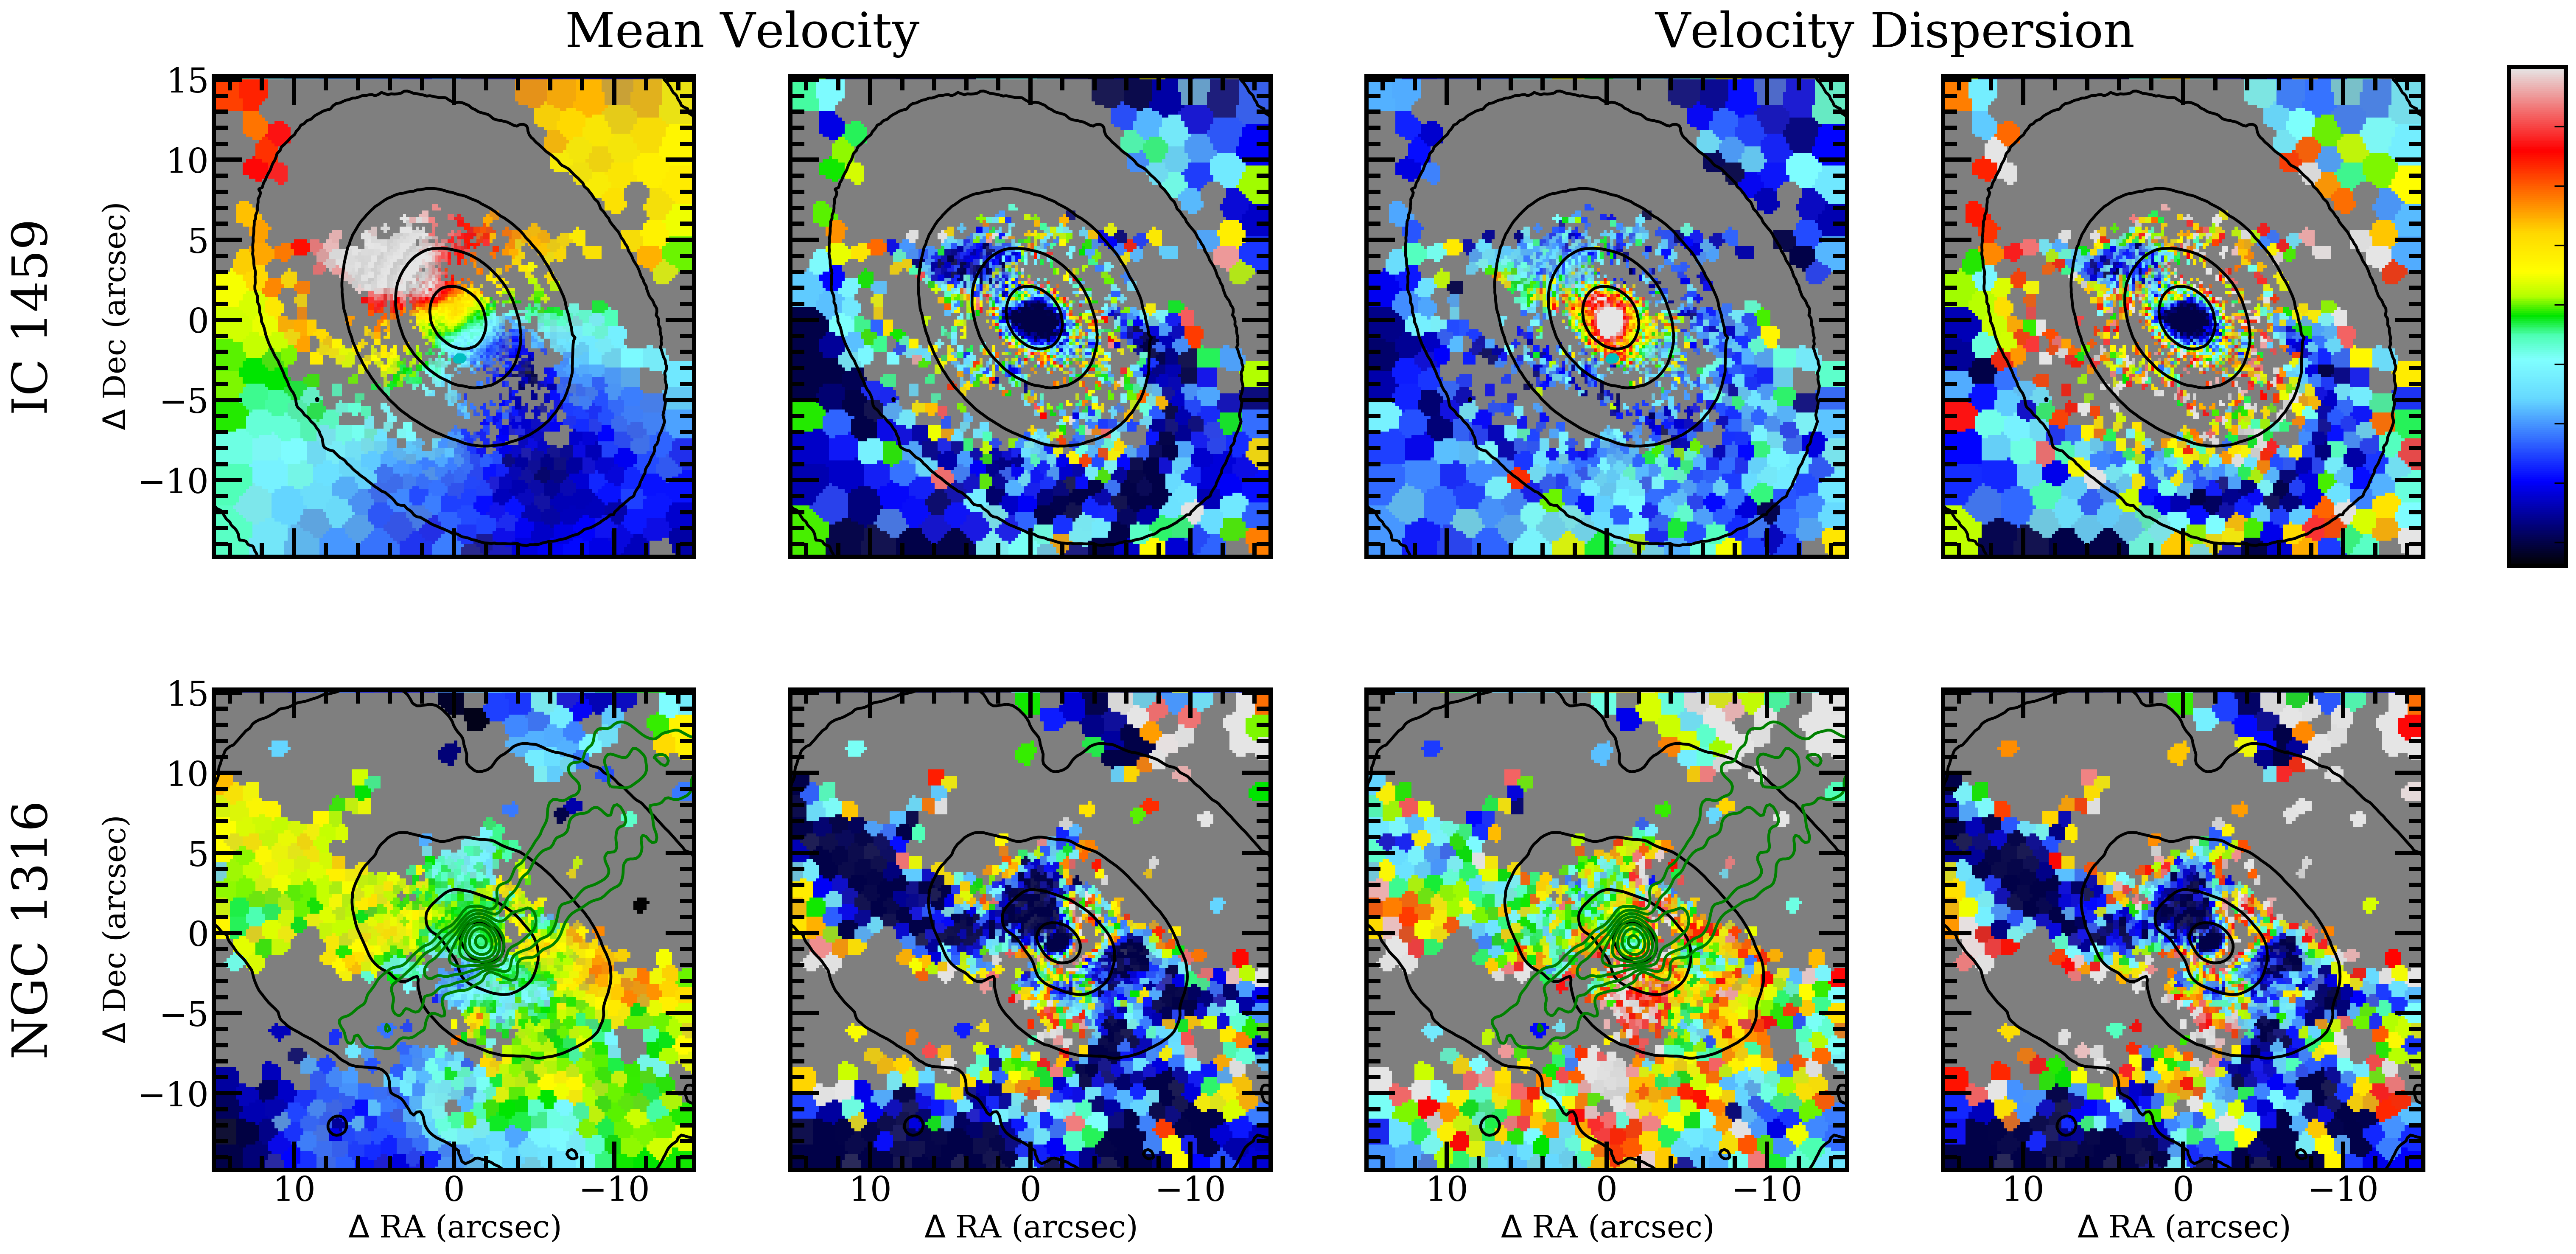 Mean Velocity
Velocity Dispersion
IC 1459
Δ Dec (arcsec)
15
10
5
0
−5
−10
NGC 1316
Δ Dec (arcsec)
15
10
5
0
−5
−10
10 0 −10
10 0 −10
10 0 −10
10 0 −10
Δ RA (arcsec)
Δ RA (arcsec)
Δ RA (arcsec)
Δ RA (arcsec)